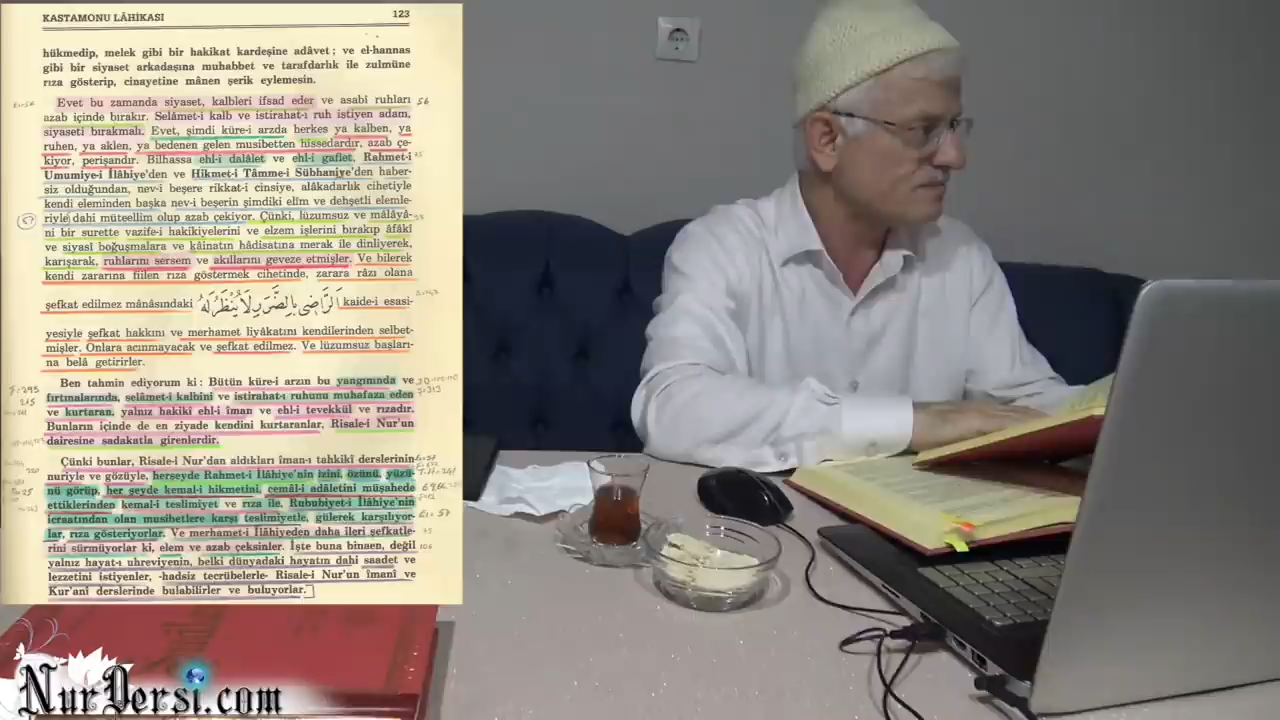 KASTAMONU LÂHİKASI 123
hükmedip, melek gibi bir hakikat kardeşine adâvet; ve el-hannas
gibi bir siyaset arkadaşına muhabbet ve tarafdarlık ile zulmüne
rıza gösterip, cinayetine mânen şerik eylemesin.
Evet bu zamanda siyaset, kalbleri ifsad eder ve asabî ruhları
azab içinde bırakır. Selâmet-i kalb ve istirahat-ı ruh istiyen adam,
siyaseti bırakmalı. Evet, şimdi küre-i arzda herkes ya kalben, ya
ruhen, ya aklen, ya bedenen gelen musibetten hissedardır, azab çe-
kiyor, perişandır. Bilhassa ehl-i dalâlet ve ehl-i gaflet, Rahmet-i
Umumiye-i İlâhiye'den ve Hikmet-i Tâmme-i Sübhaniye'den haber-
siz olduğundan, nev-i beşere rikkat-i cinsiye, alâkadarlık cihetiyle
kendi eleminden başka nev-i beşerin şimdiki elîm ve dehşetli elemle-
riyle dahi müteellim olup azab çekiyor. Çünki, lüzumsuz ve mâlâyâ-
ni bir surette vazife-i hakikiyelerini ve elzem işlerini bırakıp âfâkî
ve siyasî boğuşmalara ve kâinatın hâdisatına merak ile dinliyerek,
karışarak, ruhlarını sersem ve akıllarını geveze etmişler. Ve bilerek
kendi zararına fiilen rıza göstermek cihetinde, zarara râzı olana
şefkat edilmez mânâsındaki اَلرَّاضِى بِالضَّرَرِ لَا يُنْظَرُ لَهُ kaide-i esasi-
yesiyle şefkat hakkını ve merhamet liyâkatını kendilerinden selbet-
mişler. Onlara acınmayacak ve şefkat edilmez. Ve lüzumsuz başları-
na belâ getirirler.
Ben tahmin ediyorum ki: Bütün küre-i arzın bu yangınında ve
fırtınalarında, selâmet-i kalbini ve istirahat-ı ruhunu muhafaza eden
ve kurtaran, yalnız hakikî ehl-i iman ve ehl-i tevekkül ve rızadır.
Bunların içinde de en ziyade kendini kurtaranlar, Risale-i Nur'un
dairesine sadakatla girenlerdir.
Çünki bunlar, Risale-i Nur'dan aldıkları iman-ı tahkikî derslerinin
nuriyle ve gözüyle, herseyde Rahmet-i İlâhiye'nin izini, özünü, yüzü-
nü görüp, her şeyde kemal-i hikmetini, cemâl-i adâletini müşahede
ettiklerinden kemal-i teslimiyet ve rıza ile, Rububiyet-i İlâhiye'nin
icraatından olan musibetlere karşı teslimiyetle, gülerek karşılıyor-
lar, rıza gösteriyorlar. Ve merhamet-i İlâhiyeden daha ileri şefkatle-
rini sürmüyorlar ki, elem ve azab çeksinler. İşte buna binaen, değil
yalnız hayat-ı uhreviyenin, belki dünyadaki hayatın dahi saadet ve
lezzetini istiyenler, -hadsiz tecrübelerle- Risale-i Nur'un îmanî ve
Kur'anî derslerinde bulabilirler ve buluyorlar.
NurDersi.com